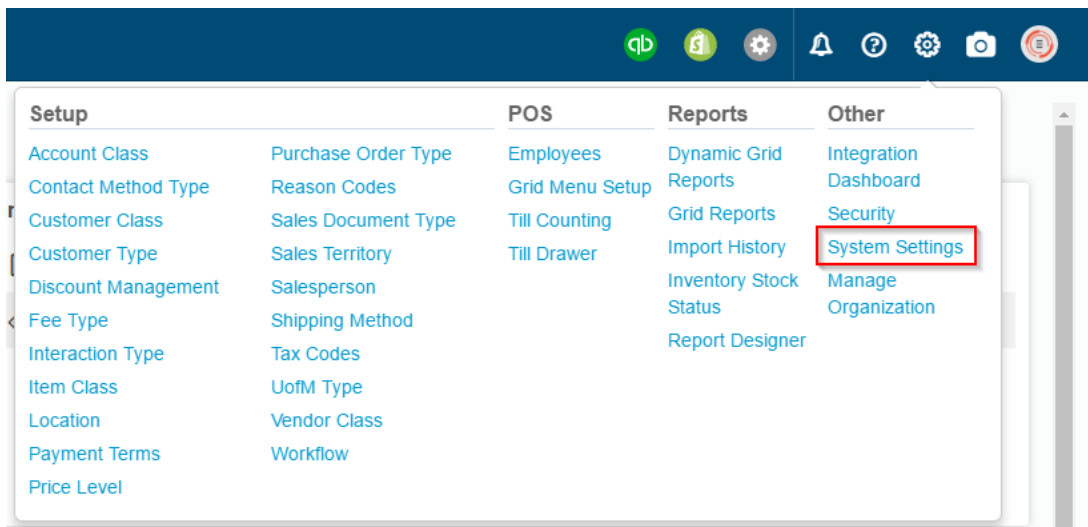 qb
Setup
Account Class
Contact Method Type
Customer Class
Customer Type
Discount Management
Fee Type
Interaction Type
Item Class
Location
Payment Terms
Price Level
Purchase Order Type
Reason Codes
Sales Document Type
Sales Territory
Salesperson
Shipping Method
Tax Codes
UofM Type
Vendor Class
Workflow
POS
Employees
Grid Menu Setup
Till Counting
Till Drawer
Reports
Dynamic Grid
Reports
Grid Reports
Import History
Inventory Stock
Status
Report Designer
Other
Integration
Dashboard
Security
System Settings
Manage
Organization